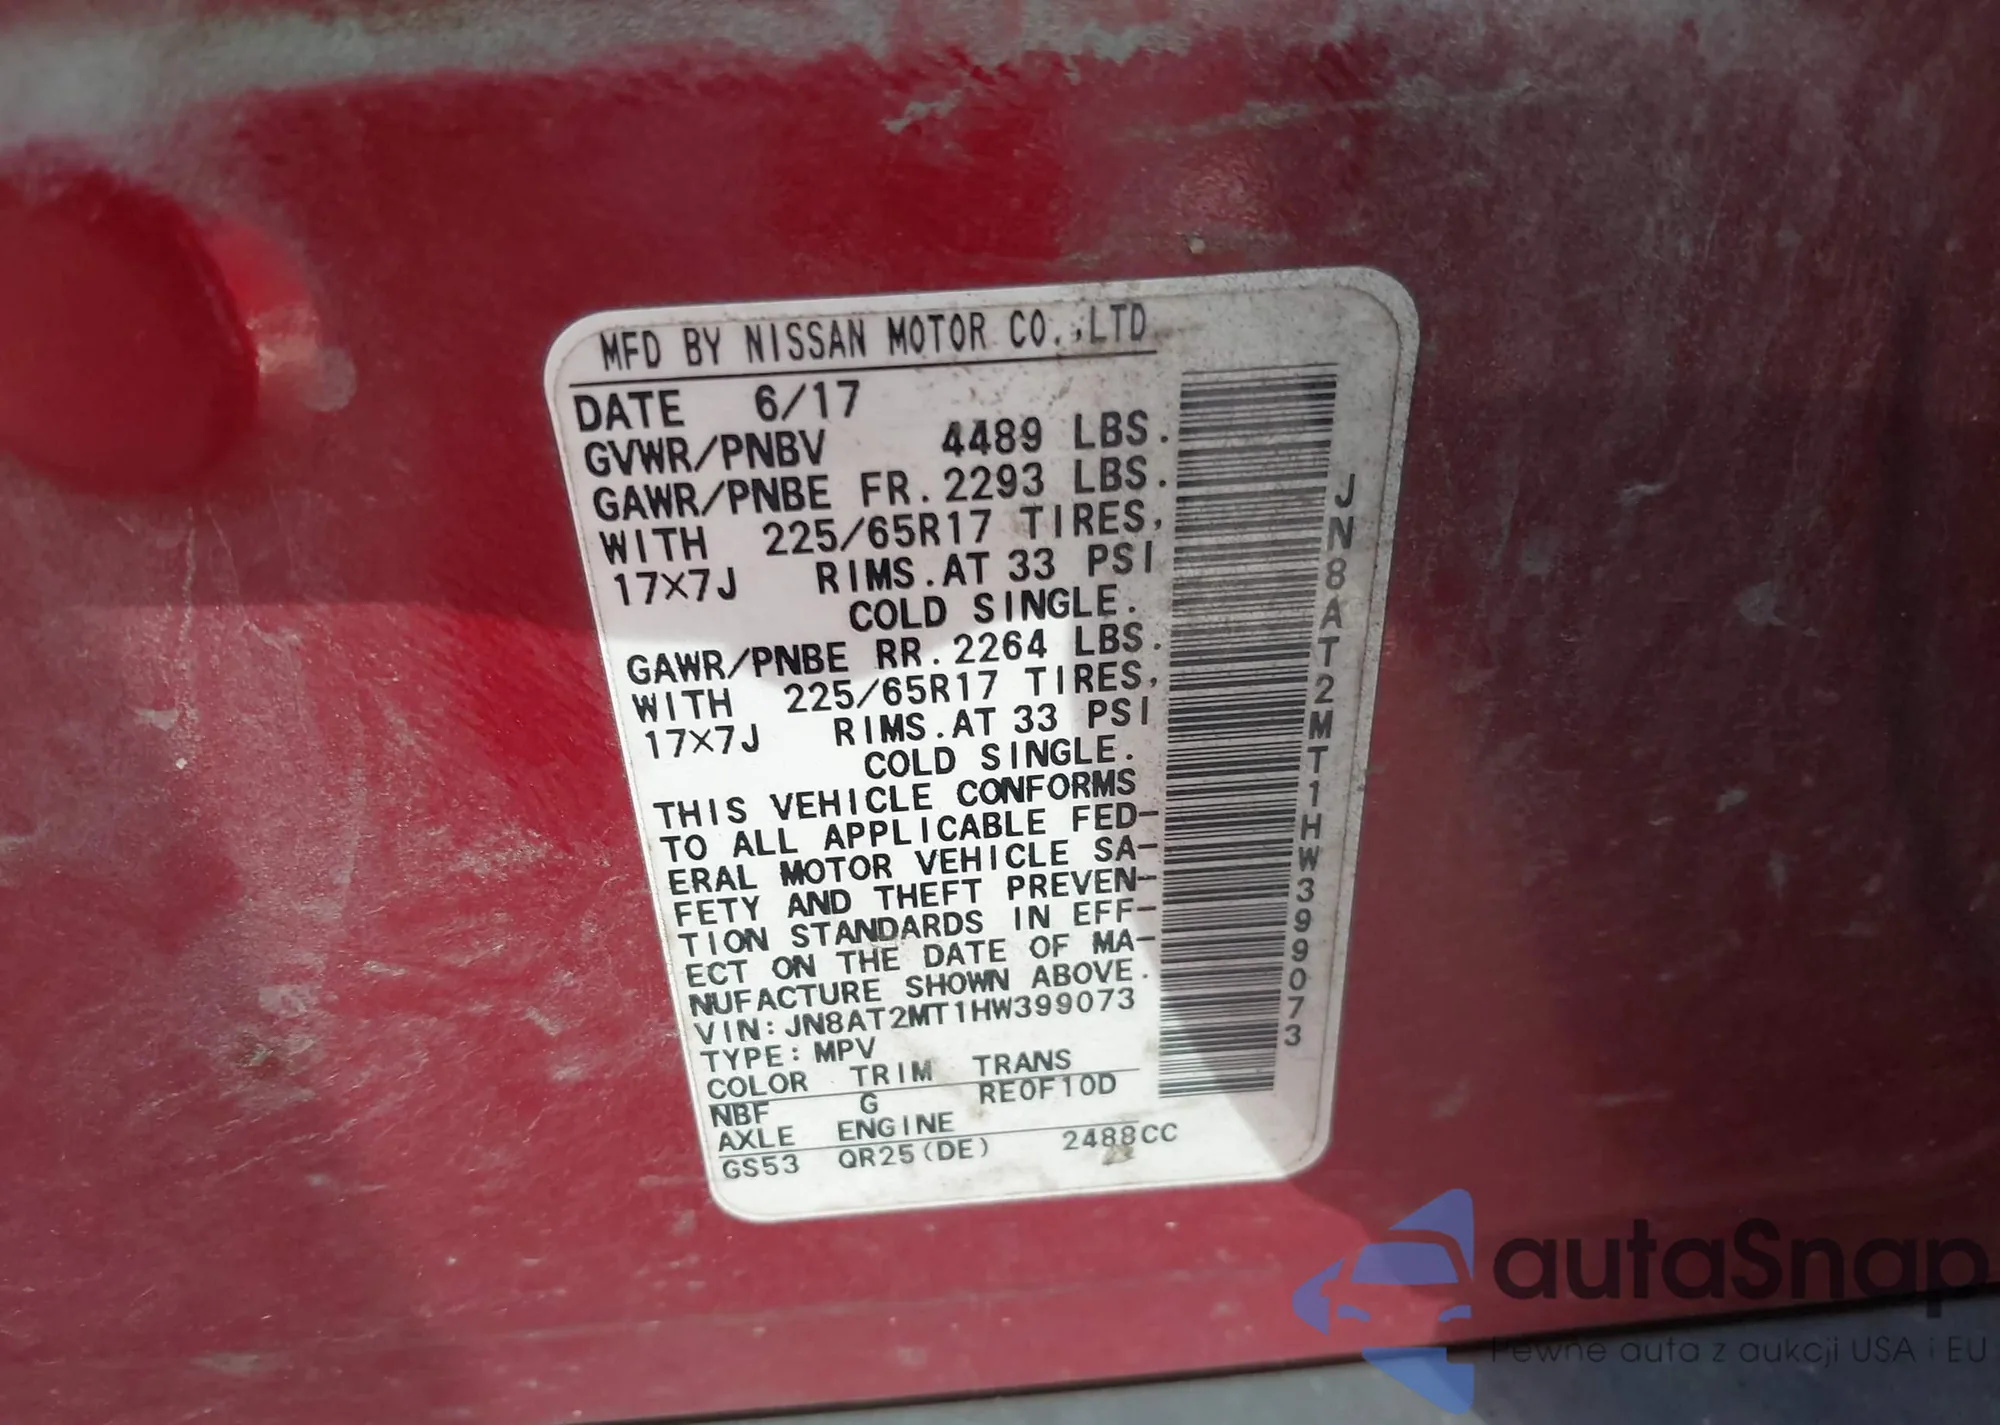 MFD BY NISSAN MOTOR CO.,LTD
DATE 6/17
GVWR/PNBV 4489 LBS.
GAWR/PNBE FR. 2293 LBS.
WITH 225/65R17 TIRES,
17X7J RIMS.AT 33 PSI
COLD SINGLE.
GAWR/PNBE RR. 2264 LBS.
WITH 225/65R17 TIRES,
17X7J RIMS.AT 33 PSI
COLD SINGLE.
THIS VEHICLE CONFORMS
TO ALL APPLICABLE FED-
ERAL MOTOR VEHICLE SA-
FETY AND THEFT PREVEN-
TION STANDARDS IN EFF-
ECT ON THE DATE OF MA-
NUFACTURE SHOWN ABOVE.
VIN:JN8AT2MT1HW399073
TYPE:MPV
COLOR TRIM TRANS
NBF G RE0F10D
AXLE ENGINE
GS53 QR25(DE) 2488CC
JN8AT2MT1HW399073
autaSnap
Pewne auta z aukcji USA i EU